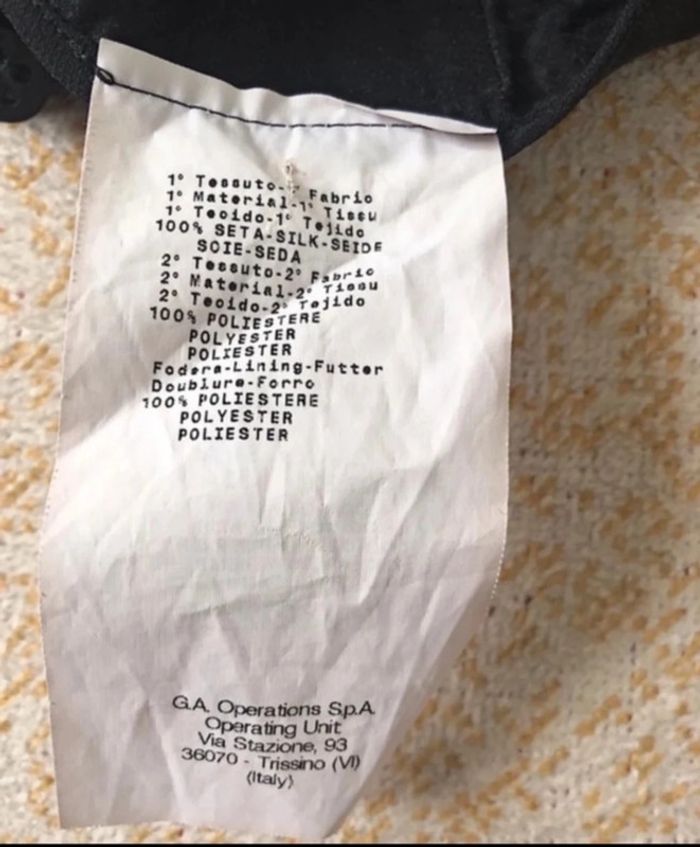 1° Tessuto-1° Fabric
1° Material-1° Tissu
1° Tecido-1° Tejido
100% SETA-SILK-SEIDE
SOIE-SEDA
2° Tessuto-2° Fabric
2° Material-2° Tissu
2° Tecido-2° Tejido
100% POLIESTERE
POLYESTER
POLIESTER
Fodera-Lining-Futter
Doublure-Forro
100% POLIESTERE
POLYESTER
POLIESTER
G.A. Operations S.p.A.
Operating Unit
Via Stazione, 93
36070 - Trissino (VI)
(Italy)